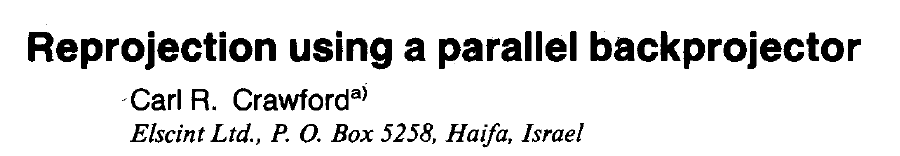 Reprojection using a parallel backprojector
Carl R. Crawford^a)
Elscint Ltd., P. O. Box 5258, Haifa, Israel